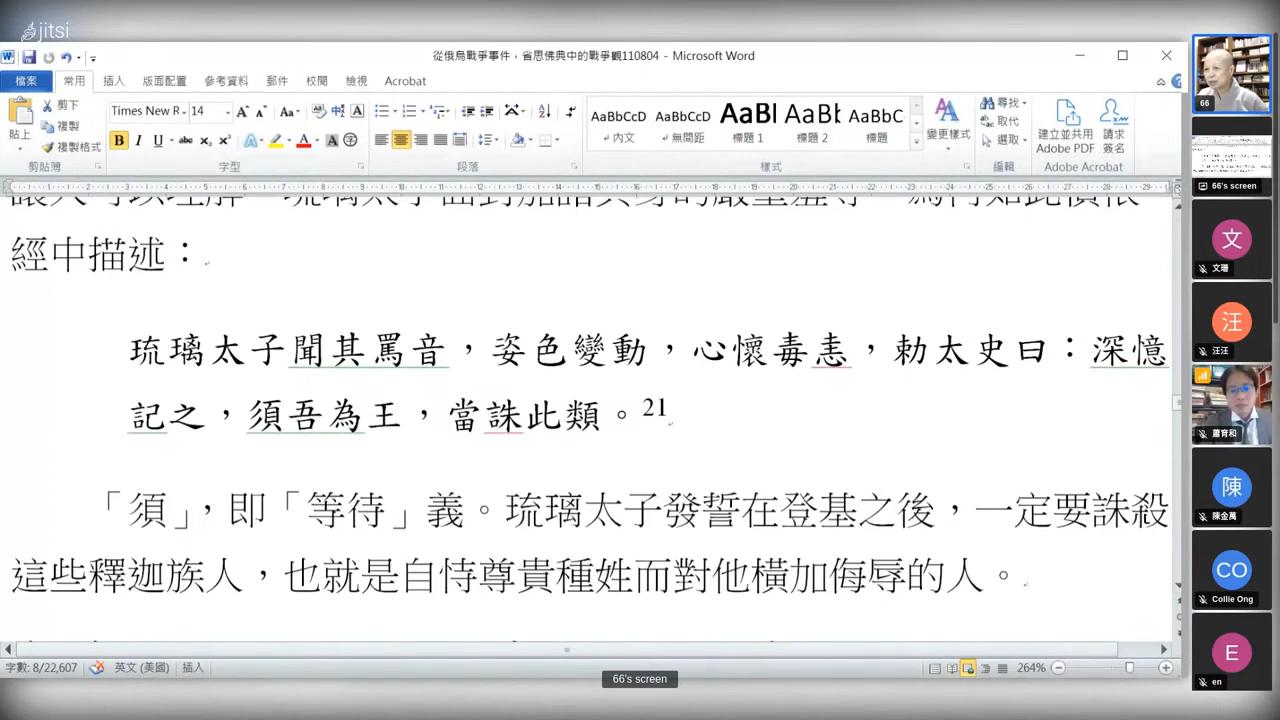 jitsi
從俄烏戰爭事件，省思佛典中的戰爭觀110804 - Microsoft Word
檔案 常用 插入 版面配置 參考資料 郵件 校閱 檢視 Acrobat
貼上 剪下 複製 複製格式
Times New R 14
AaBbCcD AaBbCcD AaBl AaBb AaBbC
內文 無間距 標題 1 標題 2 標題
變更樣式
尋找 取代 選取
建立並共用 Adobe PDF
請求 簽名
剪貼簿 字型 段落 樣式 編輯 Adobe Acrobat
經中描述：
琉璃太子聞其罵音，姿色變動，心懷毒恚，勅太史曰：深憶
記之，須吾為王，當誅此類。21
「須」，即「等待」義。琉璃太子發誓在登基之後，一定要誅殺
這些釋迦族人，也就是自恃尊貴種姓而對他橫加侮辱的人。
字數: 8/22,607 英文 (美國) 插入 264%
66's screen
66
66's screen
文
文珊
汪
汪汪
蕭育和
陳
陳金萬
CO
Collie Ong
E
en